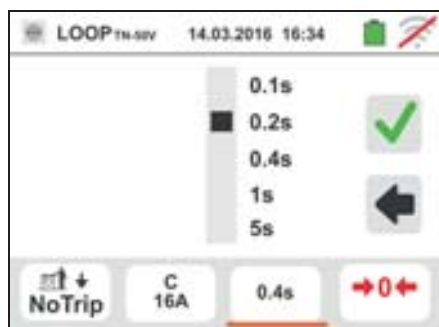 LOOP TN-50V 14.03.2016 16:34
0.1s
0.2s
0.4s
1s
5s
NoTrip
C
16A
0.4s
→0←